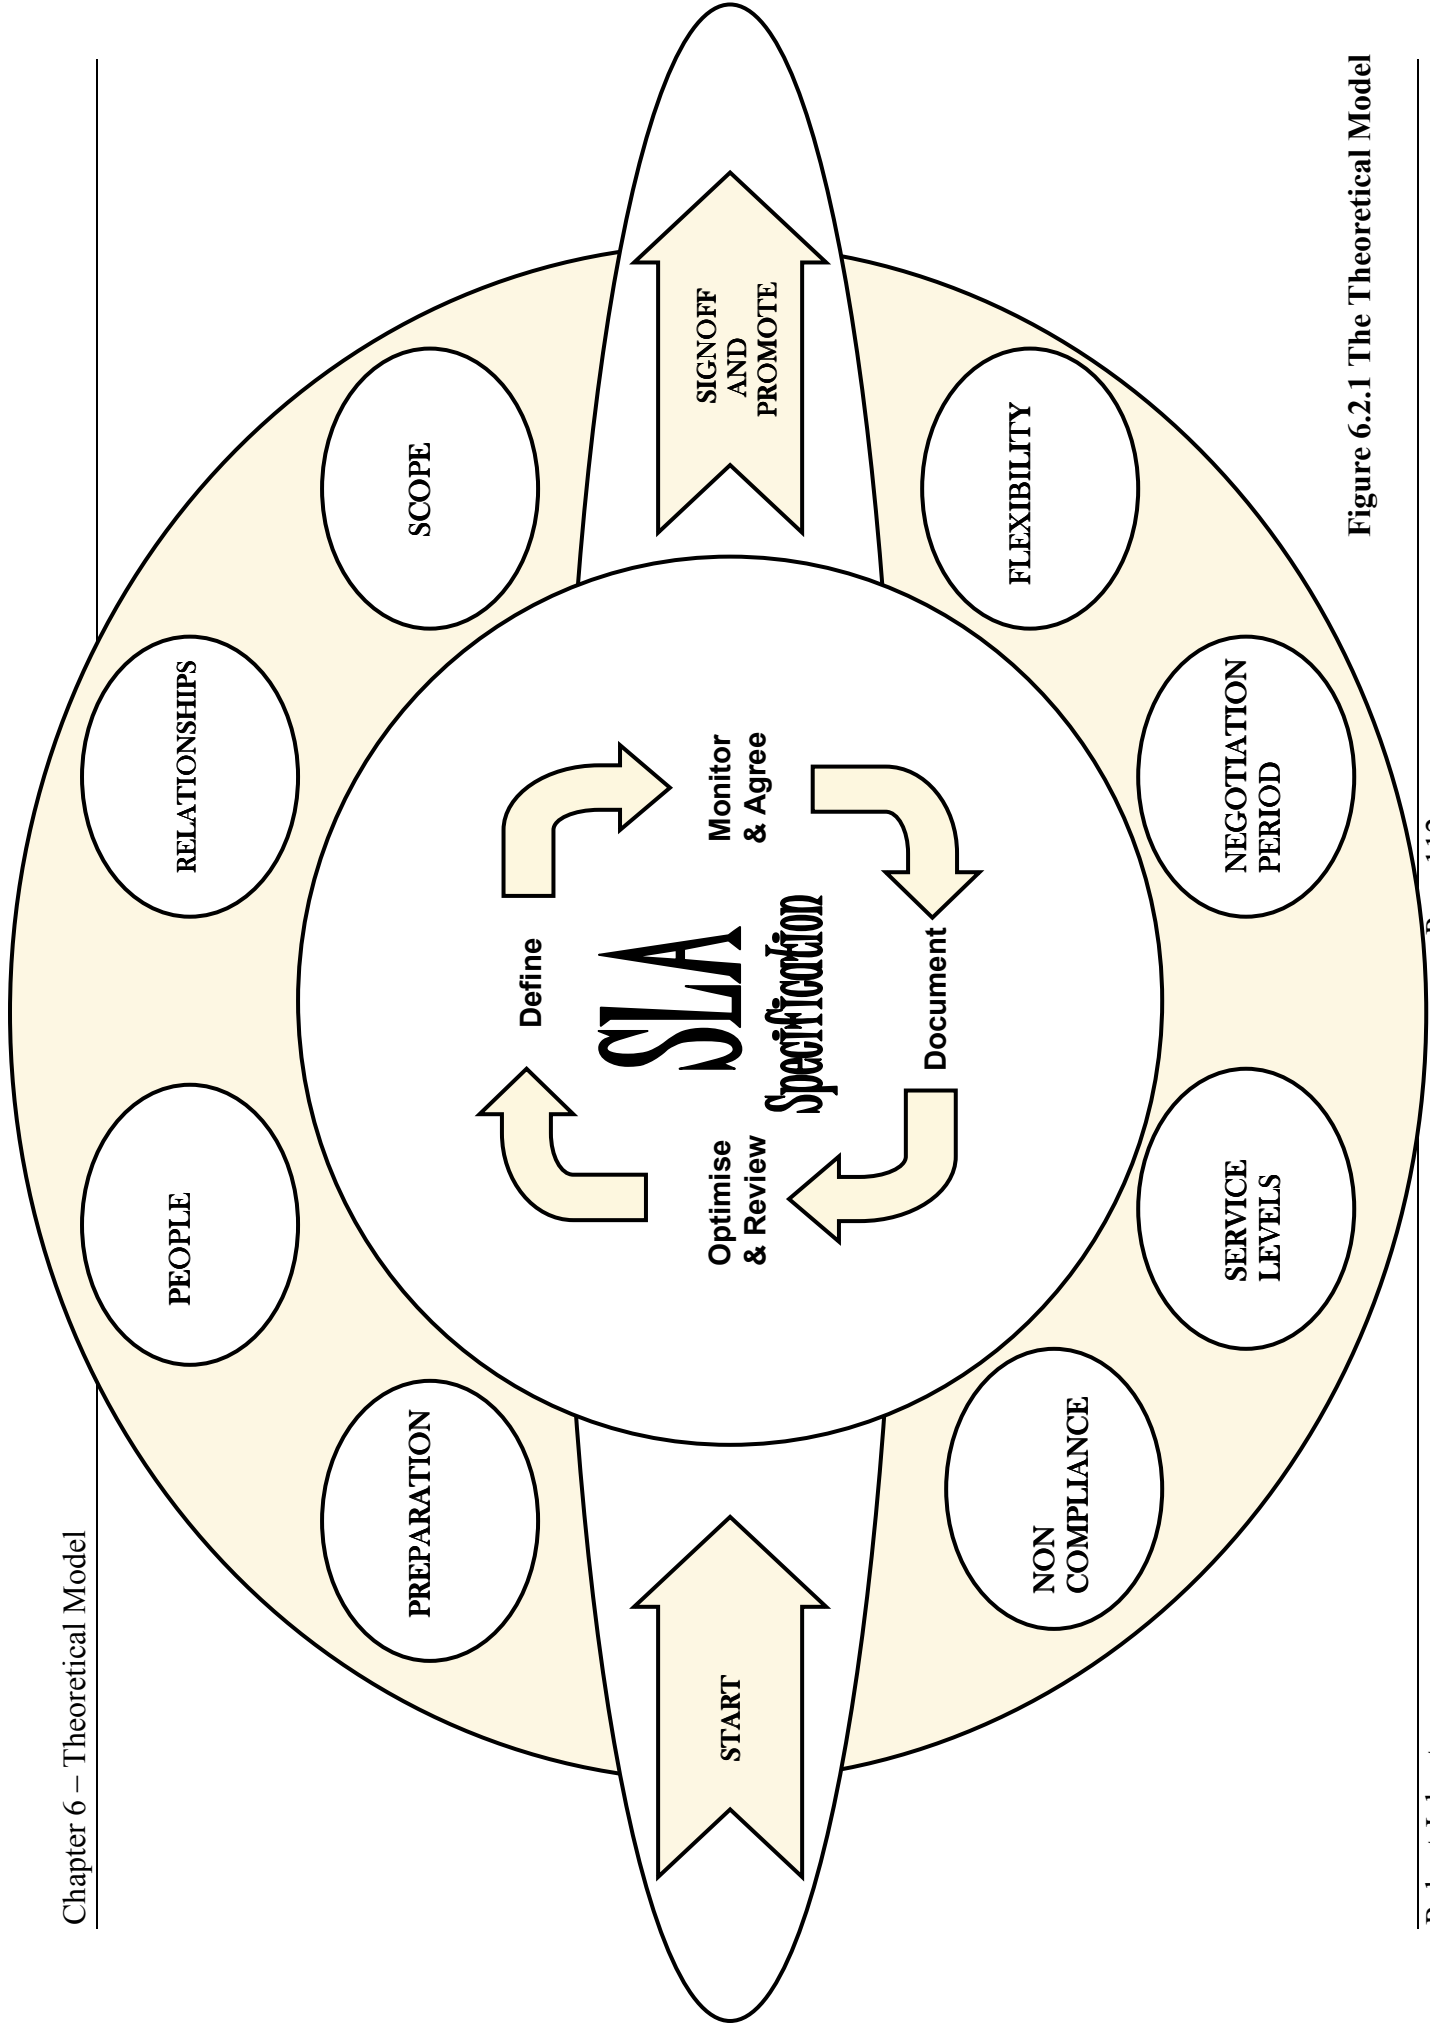 Chapter 6 – Theoretical Model
PREPARATION
PEOPLE
RELATIONSHIPS
SCOPE
START
Define
SLA
Specification
Optimise
& Review
Monitor
& Agree
Document
SIGNOFF
AND
PROMOTE
NON
COMPLIANCE
SERVICE
LEVELS
NEGOTIATION
PERIOD
FLEXIBILITY
Figure 6.2.1 The Theoretical Model